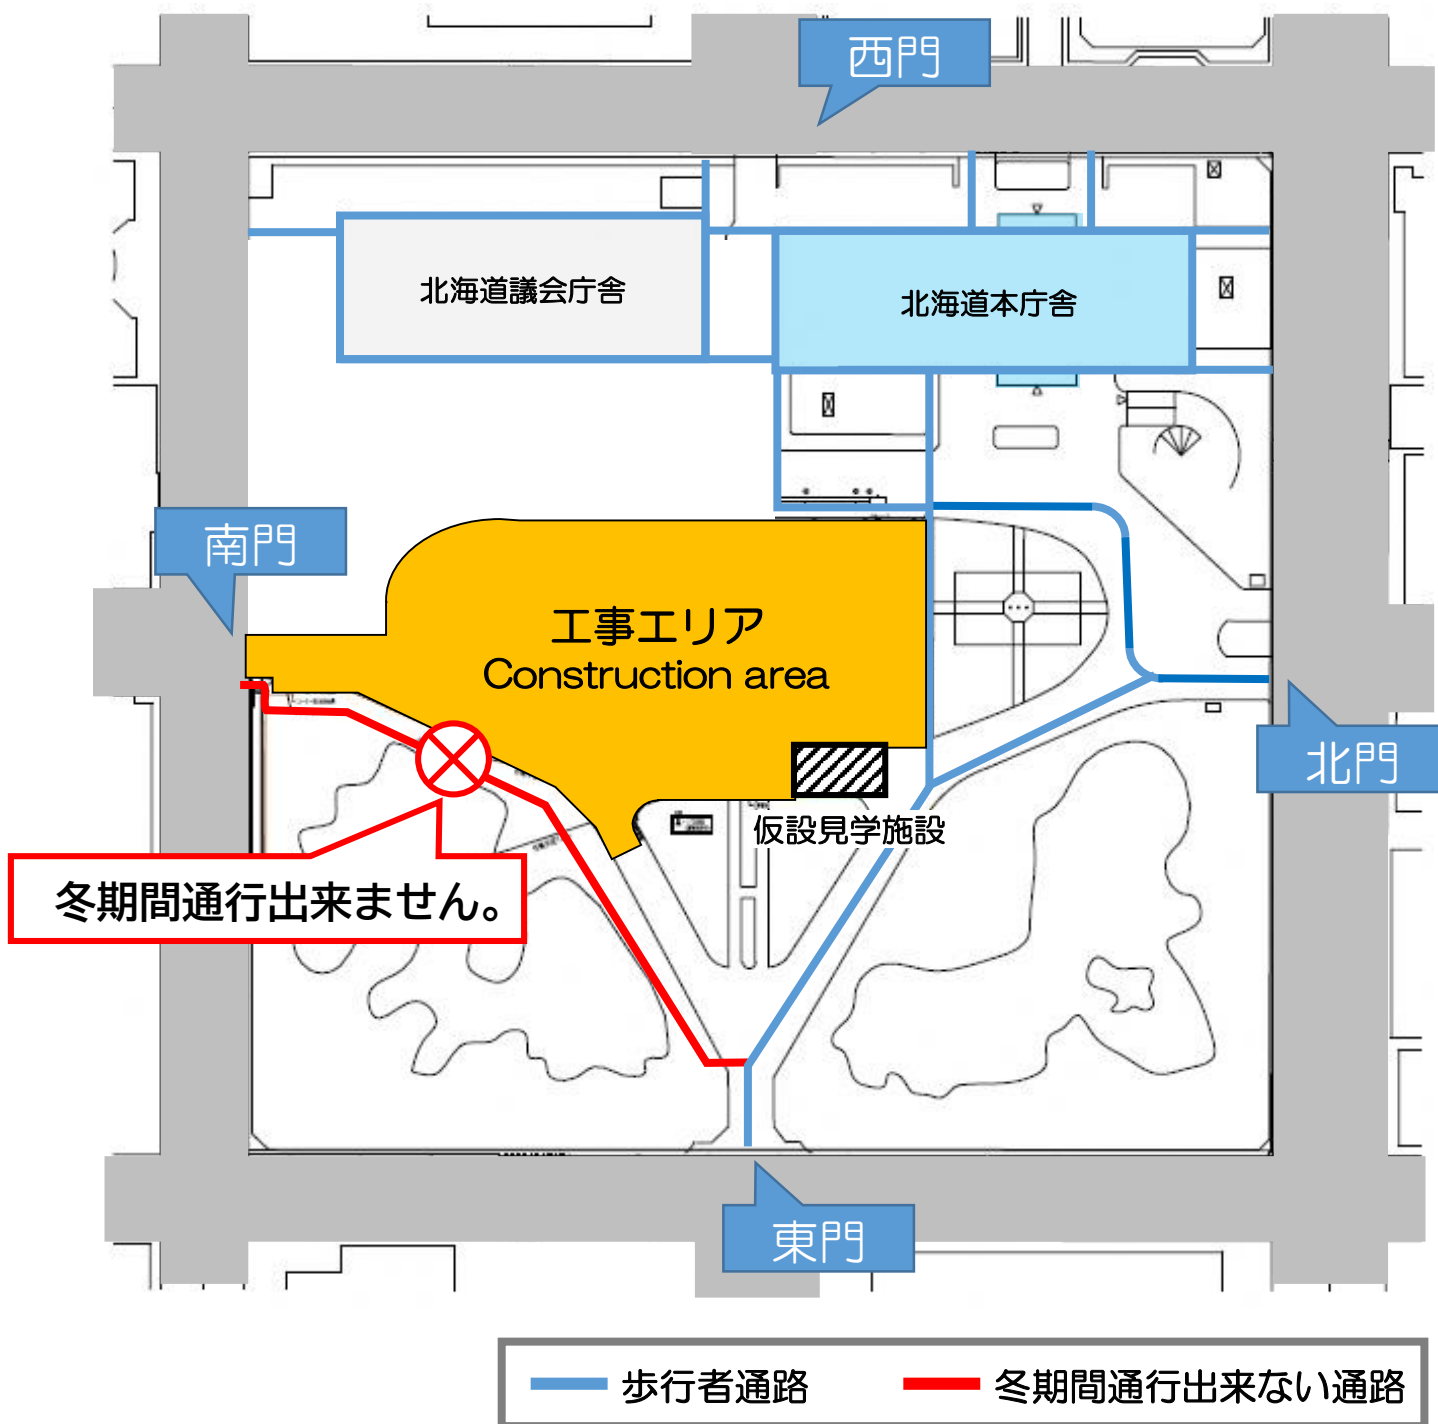 西門
北海道議会庁舎
北海道本庁舎
南門
工事エリア
Construction area
北門
仮設見学施設
冬期間通行出来ません。
東門
歩行者通路
冬期間通行出来ない通路